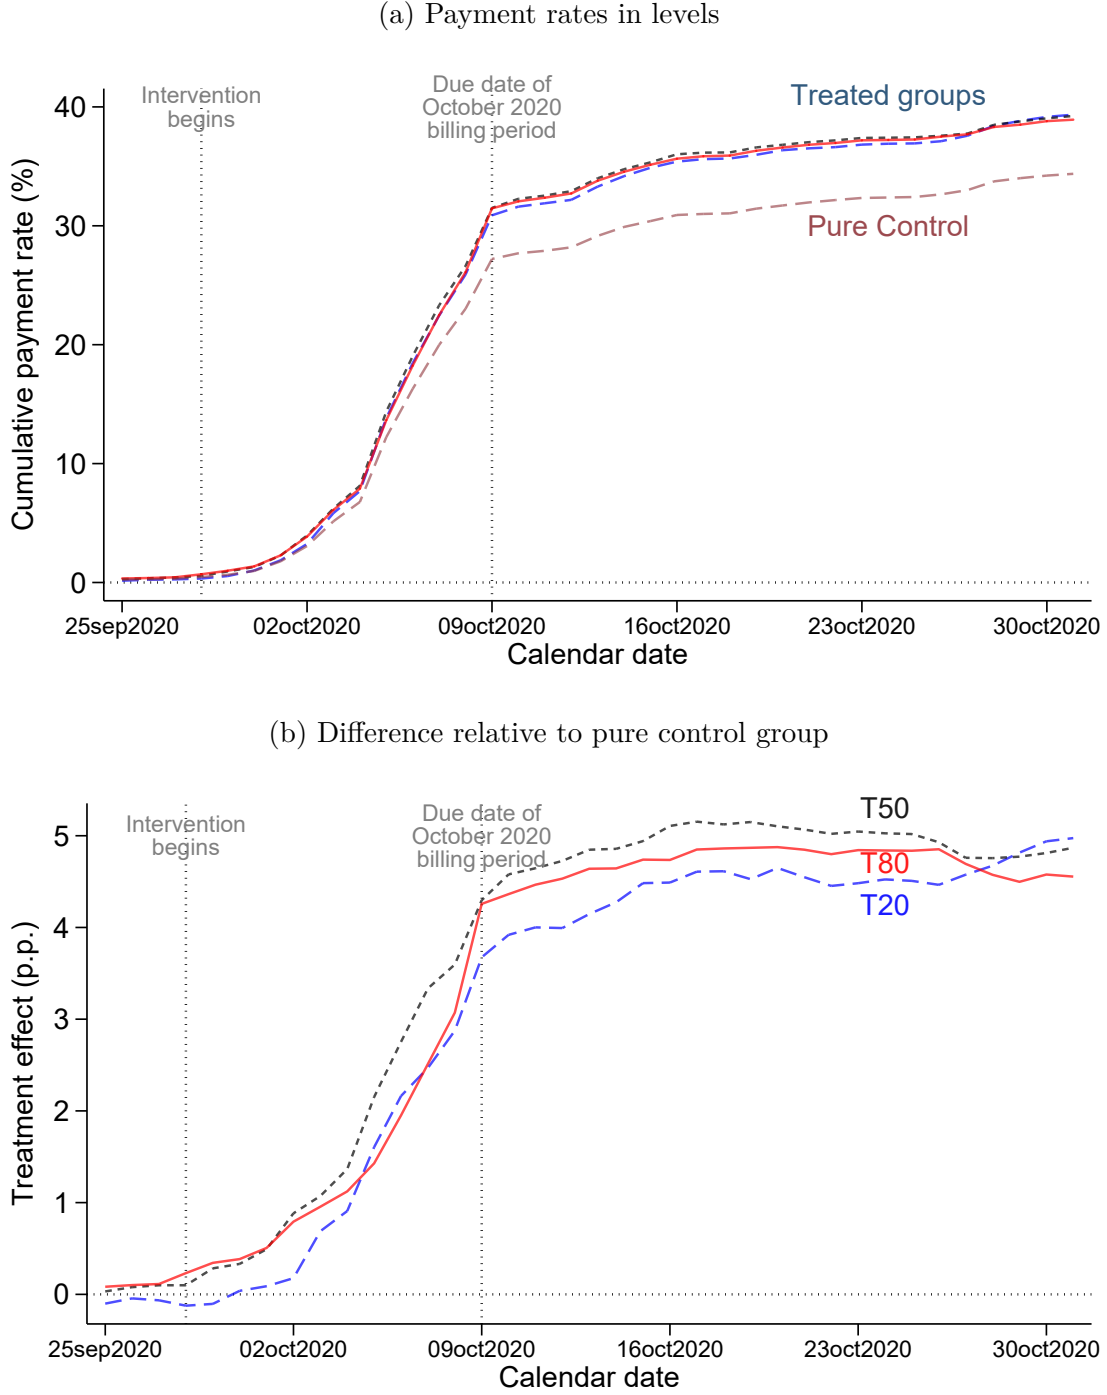 (a) Payment rates in levels
Intervention
begins
Due date of
October 2020
billing period
Treated groups
Pure Control
Cumulative payment rate (%)
40
30
20
10
0
25sep2020
02oct2020
09oct2020
16oct2020
23oct2020
30oct2020
Calendar date
(b) Difference relative to pure control group
Intervention
begins
Due date of
October 2020
billing period
T50
T80
T20
Treatment effect (p.p.)
5
4
3
2
1
0
25sep2020
02oct2020
09oct2020
16oct2020
23oct2020
30oct2020
Calendar date